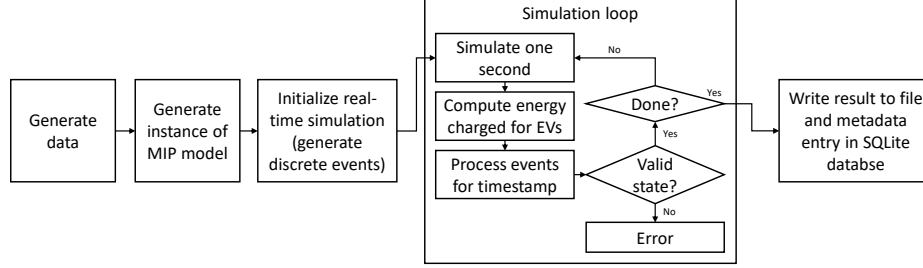 Simulation loop
Generate
data
Generate
instance of
MIP model
Initialize real-
time simulation
(generate
discrete events)
Simulate one
second
Compute energy
charged for EVs
Process events
for timestamp
Valid
state?
No
Error
Yes
Done?
No
Yes
Write result to file
and metadata
entry in SQLite
databse